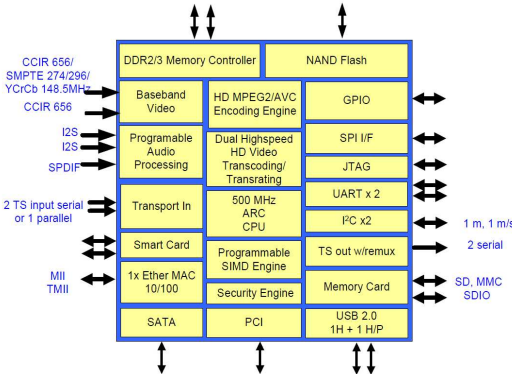 DDR2/3 Memory Controller
NAND Flash
CCIR 656/
SMPTE 274/296/
YCrCb 148.5MHz
CCIR 656
Baseband
Video
HD MPEG2/AVC
Encoding Engine
GPIO
I2S
I2S
SPDIF
Programable
Audio
Processing
Dual Highspeed
HD Video
Transcoding/
Transrating
SPI I/F
JTAG
UART x 2
2 TS input serial
or 1 parallel
Transport In
500 MHz
ARC
CPU
I²C x2
1 m, 1 m/s
Smart Card
Programmable
SIMD Engine
TS out w/remux
2 serial
MII
TMII
1x Ether MAC
10/100
Security Engine
Memory Card
SD, MMC
SDIO
SATA
PCI
USB 2.0
1H + 1 H/P